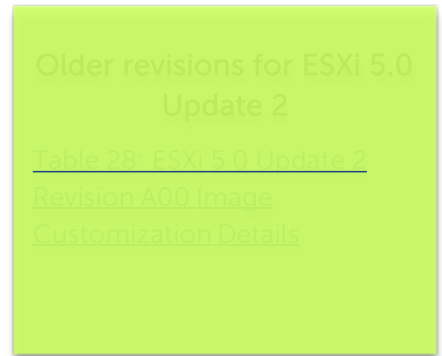 Older revisions for ESXi 5.0
Update 2
Table 28: ESXi 5.0 Update 2
Revision A00 Image
Customization Details